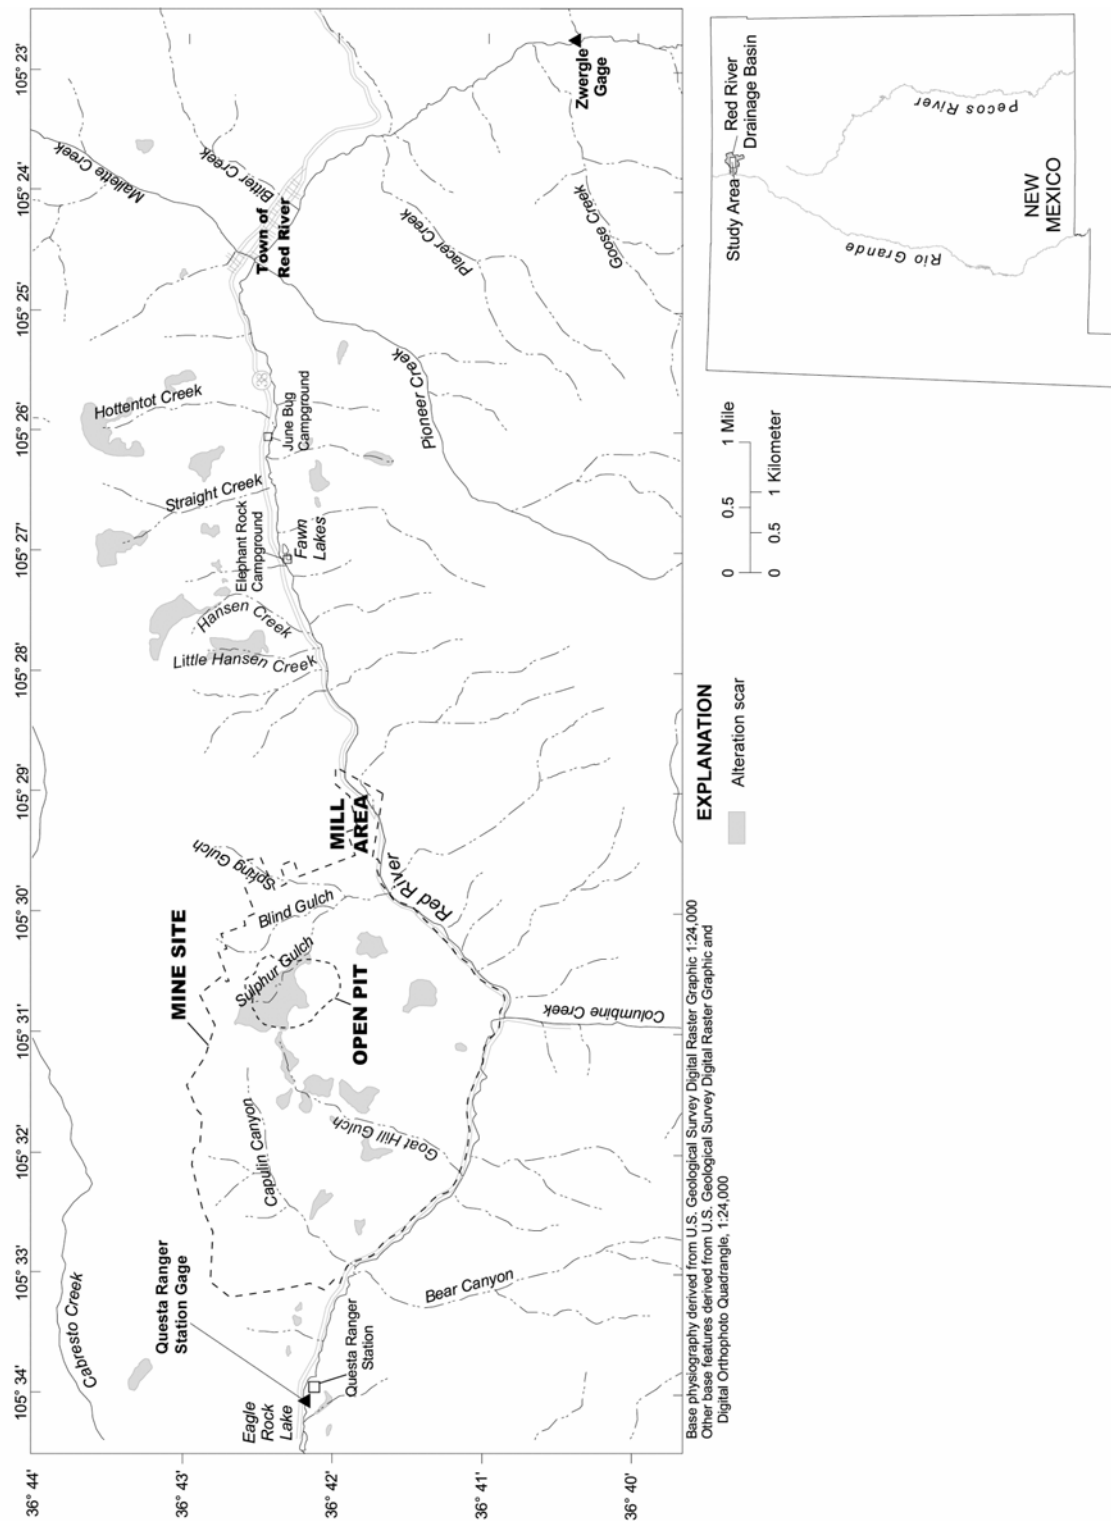 105° 34'
105° 33'
105° 32'
105° 31'
105° 30'
105° 29'
105° 28'
105° 27'
105° 26'
105° 25'
105° 24'
105° 23'
36° 44'
36° 43'
36° 42'
36° 41'
36° 40'
Cabresto Creek
Questa Ranger
Station Gage
Eagle
Rock
Lake
Questa Ranger
Station
Bear Canyon
Capulin Canyon
Goat Hill Gulch
MINE SITE
Sulphur Gulch
OPEN PIT
Blind Gulch
Spring Gulch
MILL
AREA
Red River
Columbine Creek
Little Hansen Creek
Hansen Creek
Elephant Rock
Campground
Fawn
Lakes
Straight Creek
Hottentot Creek
June Bug
Campground
Pioneer Creek
Mallette Creek
Bitter Creek
Town of
Red River
Placer Creek
Goose Creek
Zwergle
Gage
Base physiography derived from U.S. Geological Survey Digital Raster Graphic 1:24,000
Other base features derived from U.S. Geological Survey Digital Raster Graphic and
Digital Orthophoto Quadrangle, 1:24,000
EXPLANATION
Alteration scar
0 0.5 1 Mile
0 0.5 1 Kilometer
Study Area
Red River
Drainage Basin
Rio Grande
Pecos River
NEW
MEXICO